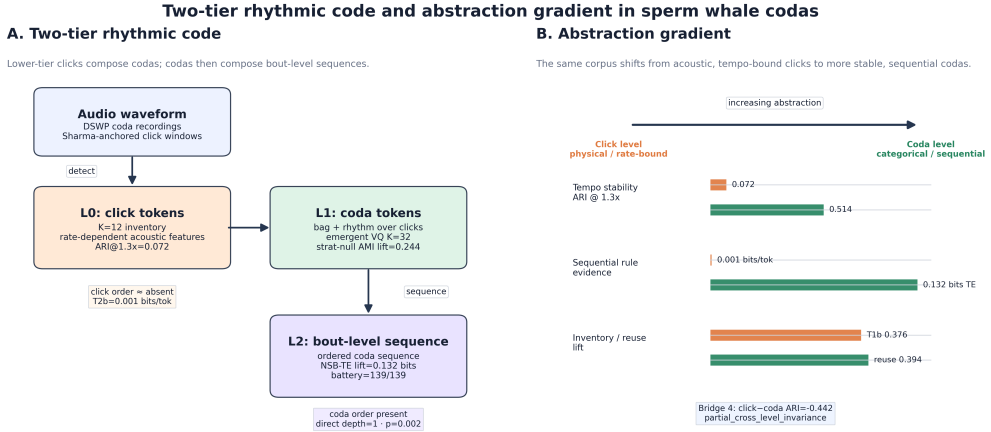 Two-tier rhythmic code and abstraction gradient in sperm whale codas
A. Two-tier rhythmic code
Lower-tier clicks compose codas; codas then compose bout-level sequences.
Audio waveform
DSWP coda recordings
Sharma-anchored click windows
detect
L0: click tokens
K=12 inventory
rate-dependent acoustic features
ARI@1.3x=0.072
click order ≈ absent
T2b=0.001 bits/tok
L1: coda tokens
bag + rhythm over clicks
emergent VQ K=32
strat-null AMI lift=0.244
sequence
L2: bout-level sequence
ordered coda sequence
NSB-TE lift=0.132 bits
battery=139/139
coda order present
direct depth=1 · p=0.002
B. Abstraction gradient
The same corpus shifts from acoustic, tempo-bound clicks to more stable, sequential codas.
increasing abstraction
Click level
physical / rate-bound
Coda level
categorical / sequential
Tempo stability
ARI @ 1.3x
0.072
0.514
Sequential rule
evidence
0.001 bits/tok
0.132 bits TE
Inventory / reuse
lift
T1b 0.376
reuse 0.394
Bridge 4: click−coda ARI=-0.442
partial_cross_level_invariance